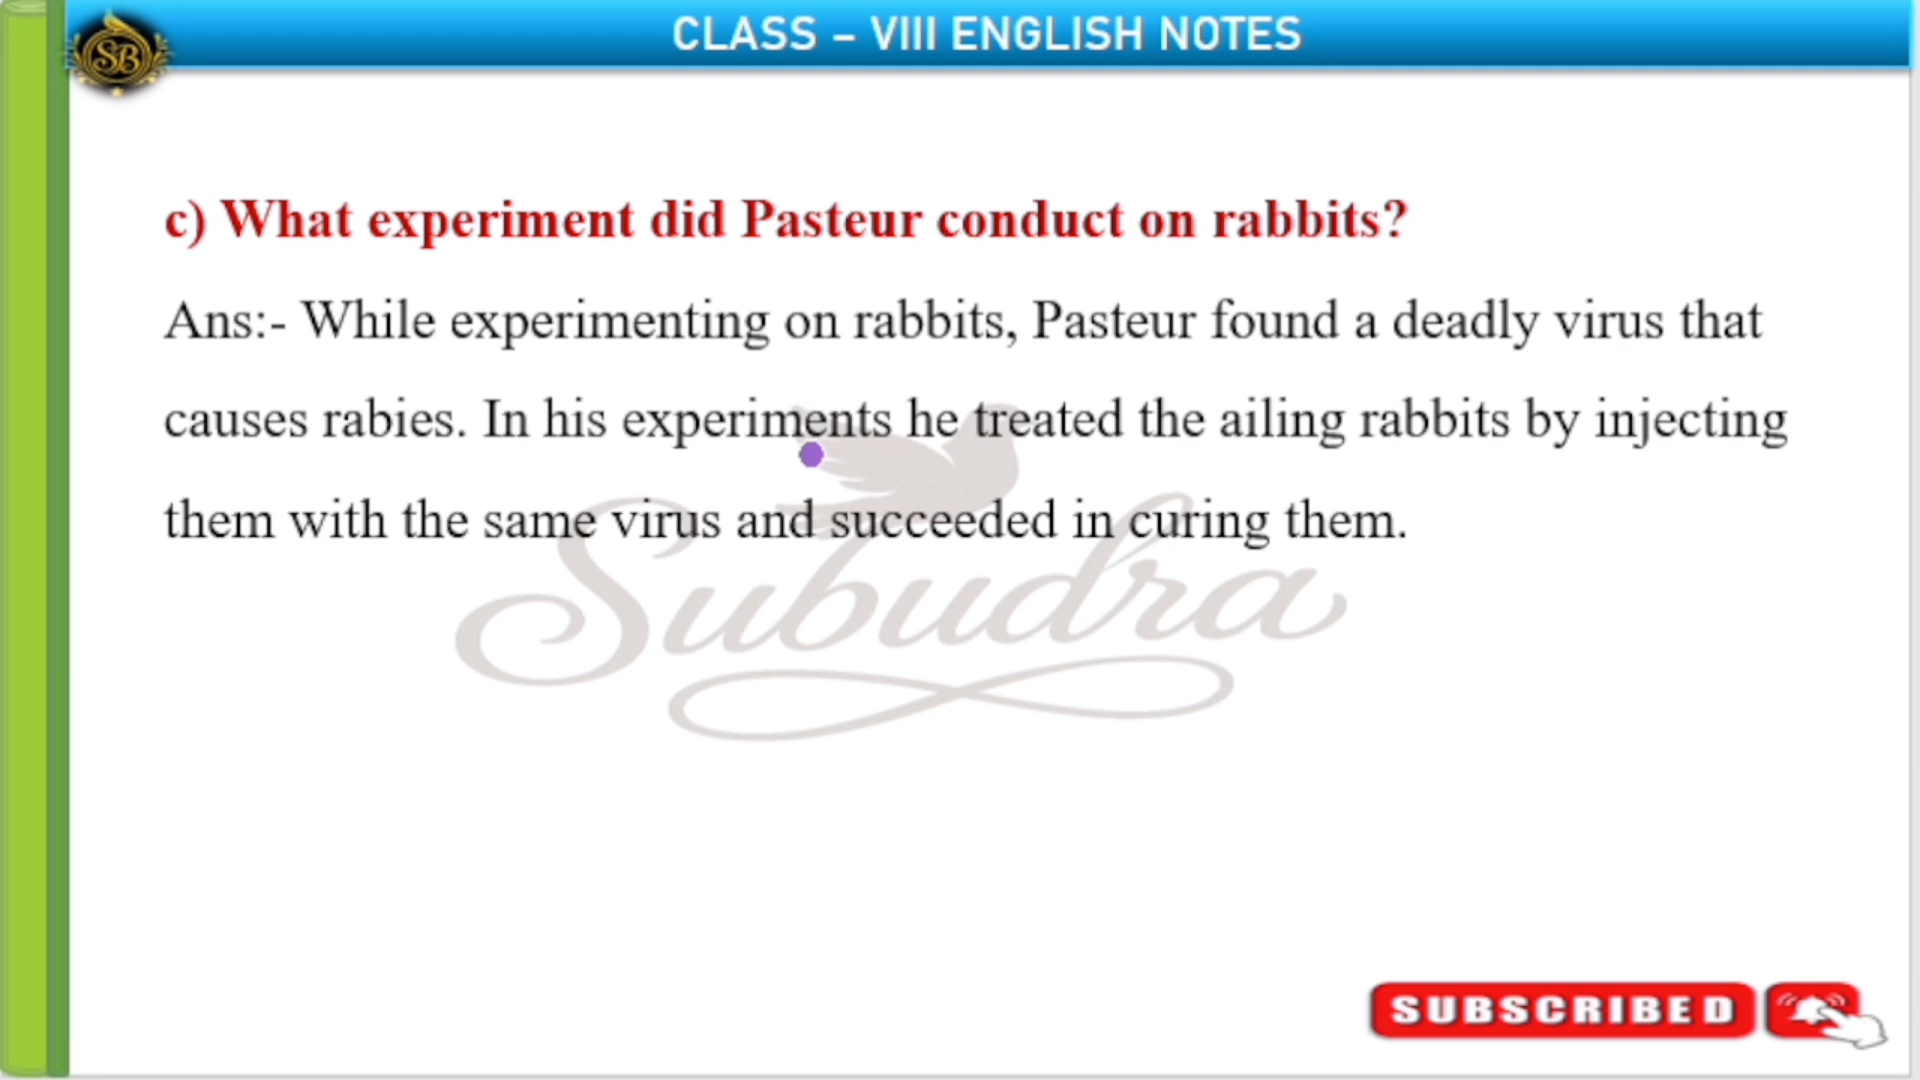 CLASS – VIII ENGLISH NOTES
SB
c) What experiment did Pasteur conduct on rabbits?
Ans:- While experimenting on rabbits, Pasteur found a deadly virus that
causes rabies. In his experiments he treated the ailing rabbits by injecting
them with the same virus and succeeded in curing them.
Subudra
SUBSCRIBED